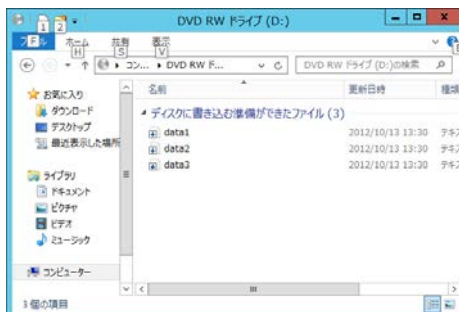 1 2 DVD RW ドライブ (D:)
ファイル ホーム 共有 表示
F H S V
コン... DVD RW ド... DVD RW ドライブ (D:)の検索
お気に入り
ダウンロード
デスクトップ
最近表示した場所
ライブラリ
ドキュメント
ピクチャ
ビデオ
ミュージック
コンピューター
名前 更新日時 種類
ディスクに書き込む準備ができたファイル (3)
data1 2012/10/13 13:30 テキス
data2 2012/10/13 13:30 テキス
data3 2012/10/13 13:30 テキス
3 個の項目